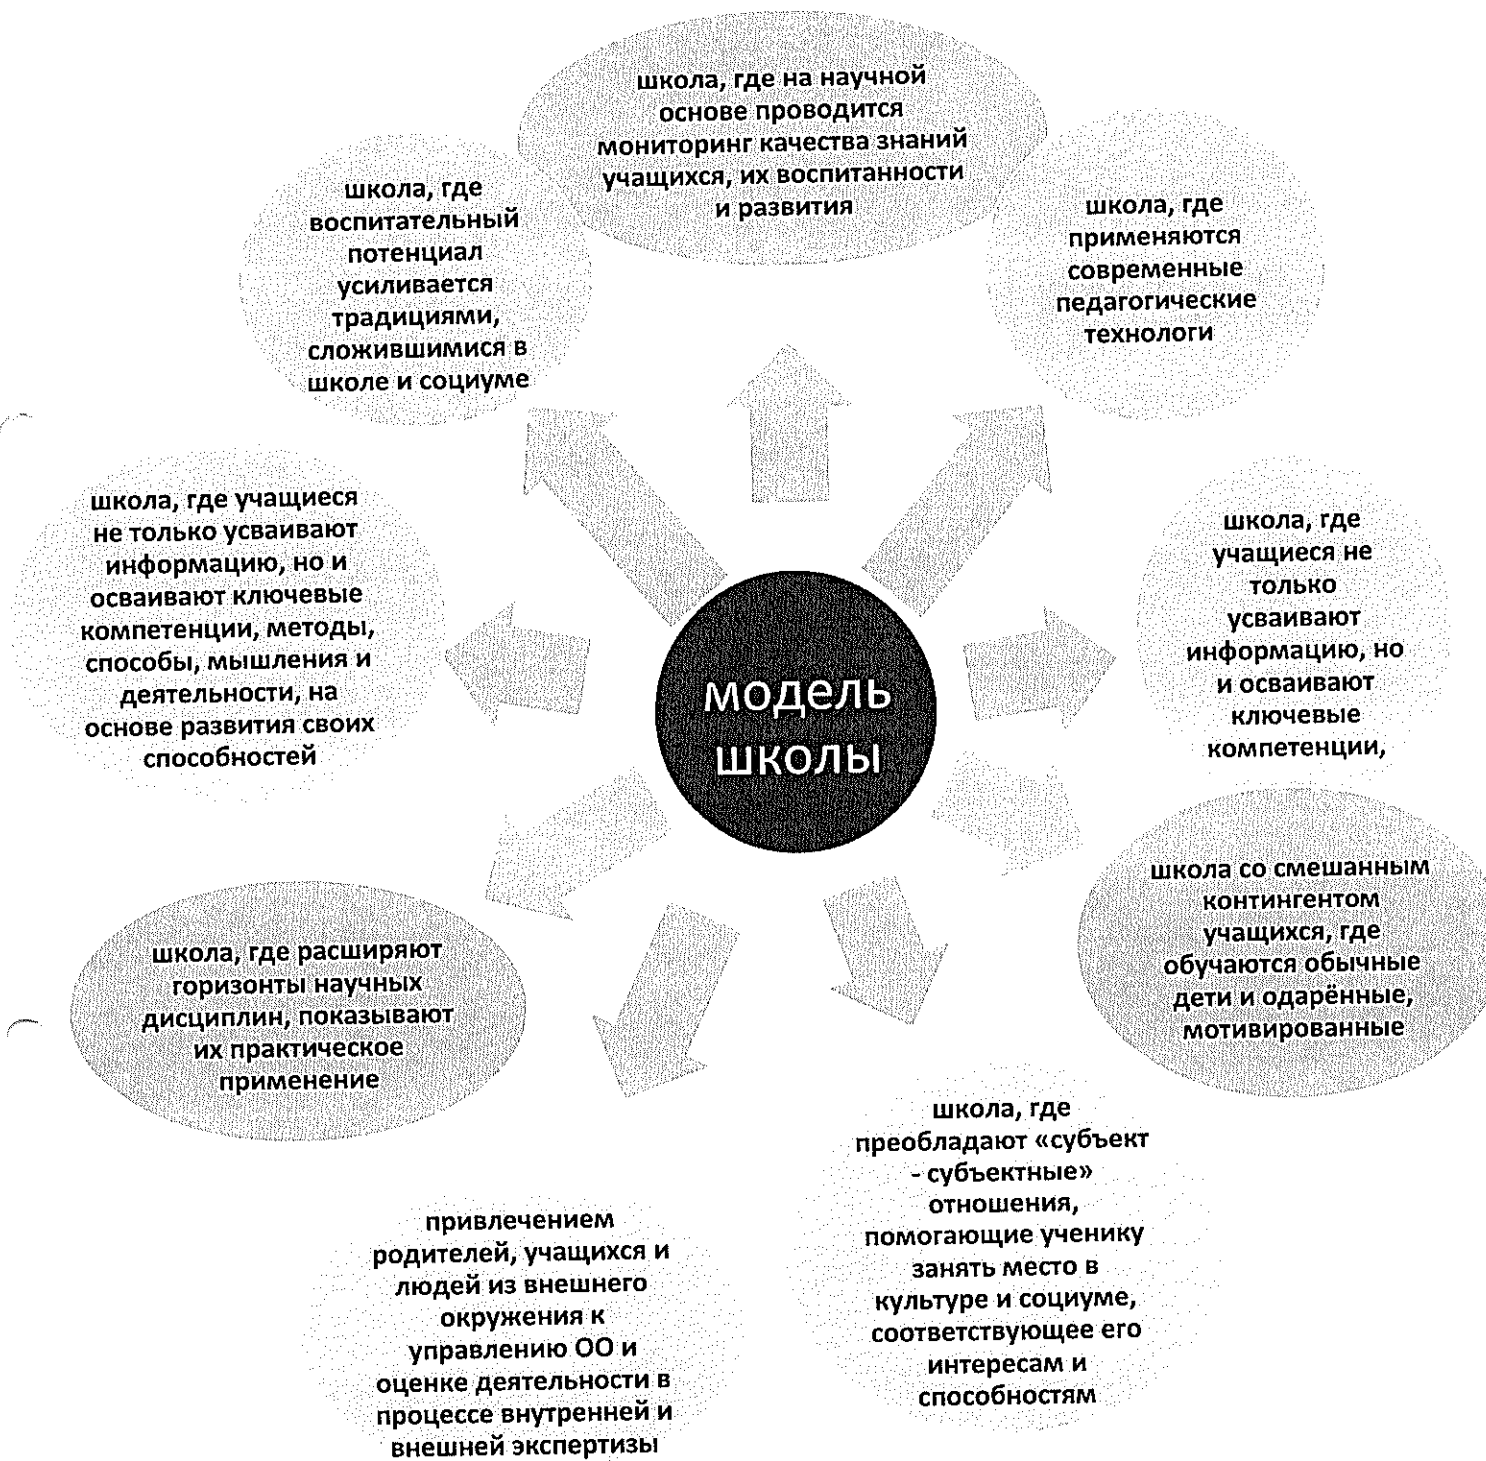 школа, где на научной
основе проводится
мониторинг качества знаний
учащихся, их воспитанности
и развития
школа, где
применяются
современные
педагогические
технологи
школа, где
учащиеся не
только
усваивают
информацию, но
и осваивают
ключевые
компетенции,
школа со смешанным
контингентом
учащихся, где
обучаются обычные
дети и одарённые,
мотивированные
школа, где
преобладают «субъект
- субъектные»
отношения,
помогающие ученику
занять место в
культуре и социуме,
соответствующее его
интересам и
способностям
привлечением
родителей, учащихся и
людей из внешнего
окружения к
управлению ОО и
оценке деятельности в
процессе внутренней и
внешней экспертизы
школа, где расширяют
горизонты научных
дисциплин, показывают
их практическое
применение
школа, где учащиеся
не только усваивают
информацию, но и
осваивают ключевые
компетенции, методы,
способы, мышления и
деятельности, на
основе развития своих
способностей
школа, где
воспитательный
потенциал
усиливается
традициями,
сложившимися в
школе и социуме
модель
школы